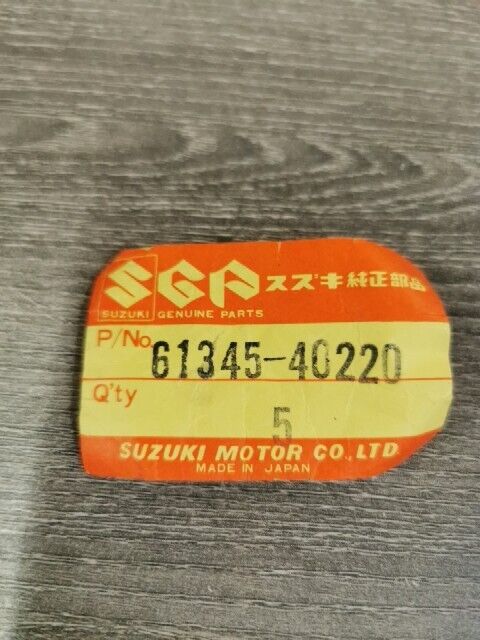 SGP スズキ純正部品
SUZUKI GENUINE PARTS
P/No. 61345-40220
Q'ty 5
SUZUKI MOTOR CO., LTD
MADE IN JAPAN